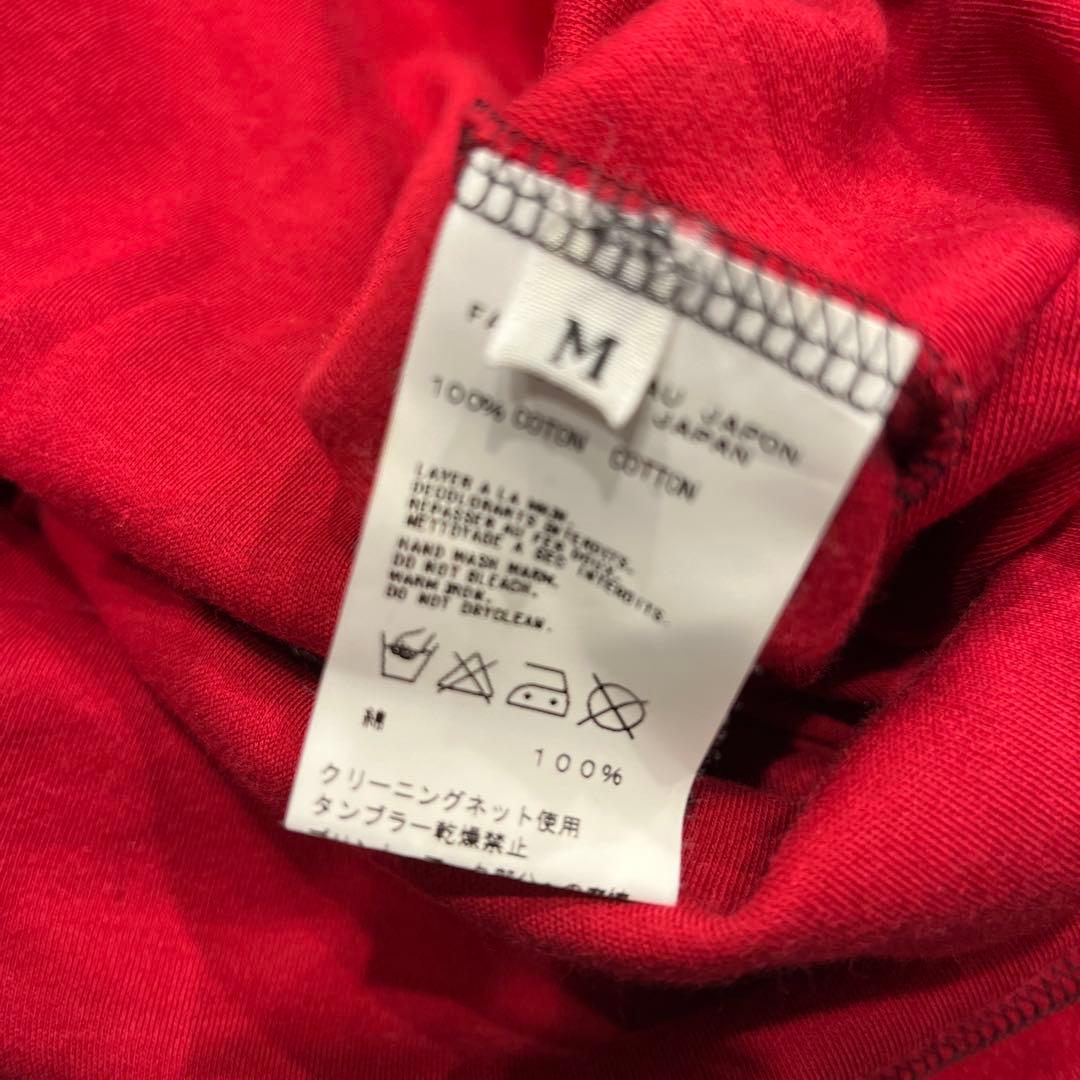 M
AU JAPON
JAPAN
100% COTON COTTON
LAVER A LA MAIN.
DECOLORANTS INTERDITS.
REPASSER AU FER DOUX.
NETTOYAGE A SEC INTERDITS.
HAND WASH WARM.
DO NOT BLEACH.
WARM IRON.
DO NOT DRYCLEAN.
綿
100%
クリーニングネット使用
タンブラー乾燥禁止